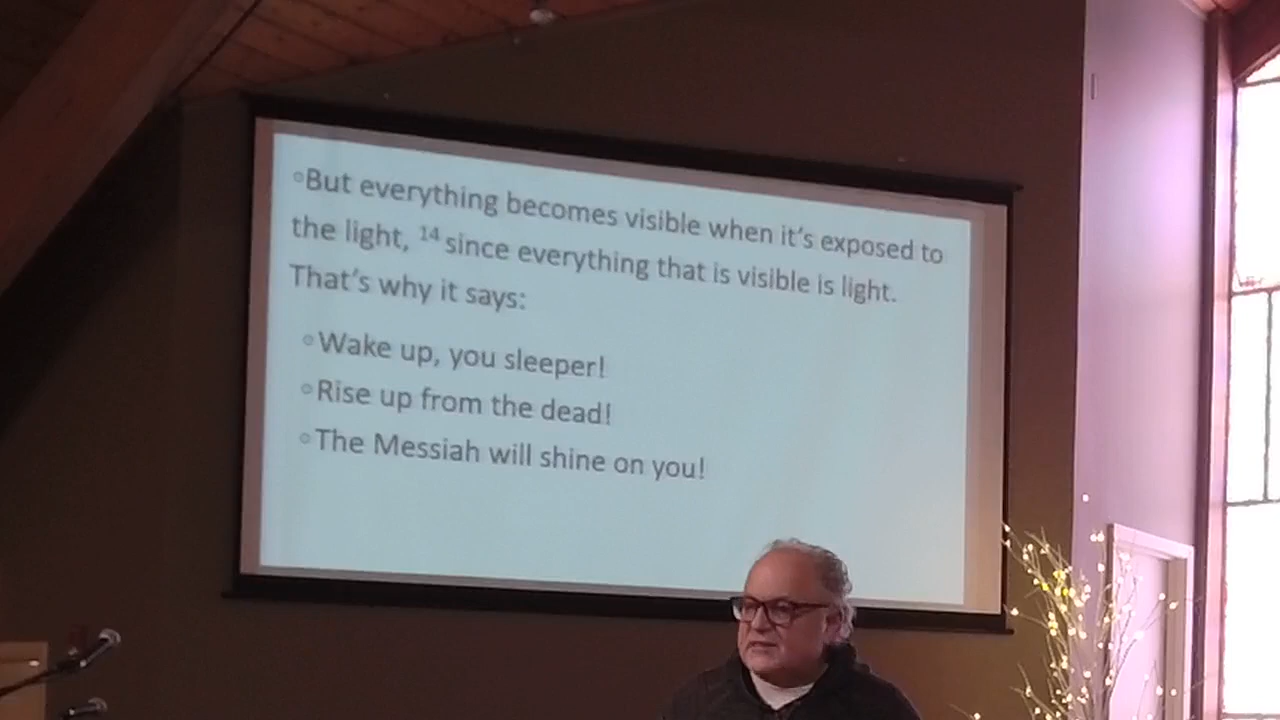 ◦But everything becomes visible when it's exposed to
the light, ¹⁴ since everything that is visible is light.
That's why it says:
◦Wake up, you sleeper!
◦Rise up from the dead!
◦The Messiah will shine on you!